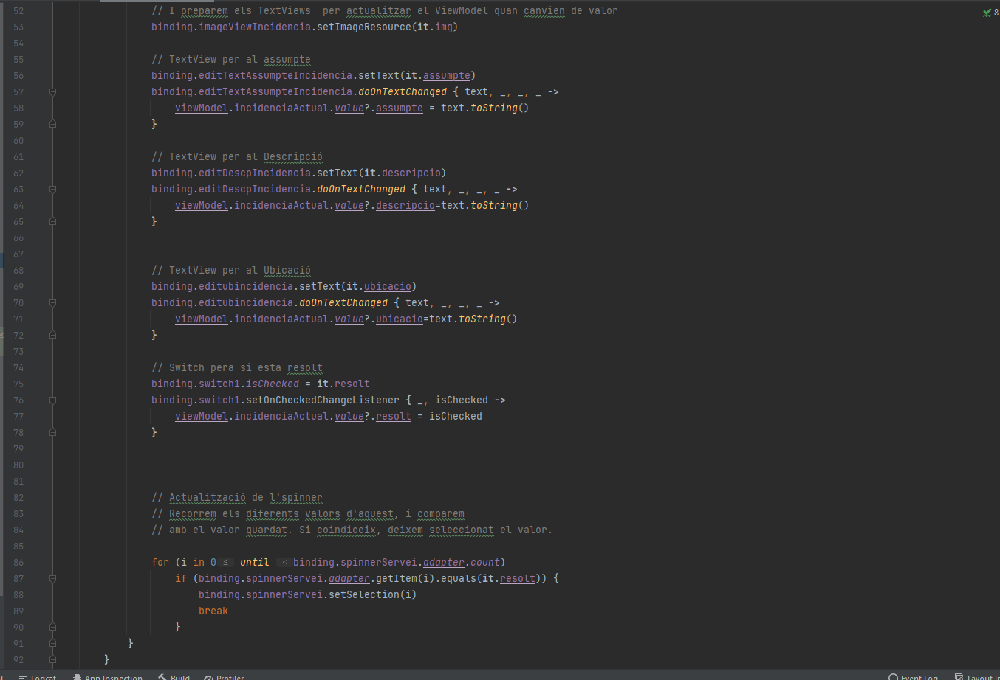 52 // I preparem els TextViews  per actualitzar el ViewModel quan canvien de valor
53 binding.imageViewIncidencia.setImageResource(it.img)
54
55 // TextView per al assumpte
56 binding.editTextAssumpteIncidencia.setText(it.assumpte)
57 binding.editTextAssumpteIncidencia.doOnTextChanged { text, _, _, _ ->
58 viewModel.incidenciaActual.value?.assumpte = text.toString()
59 }
60
61 // TextView per al Descripció
62 binding.editDescpIncidencia.setText(it.descripcio)
63 binding.editDescpIncidencia.doOnTextChanged { text, _, _, _ ->
64 viewModel.incidenciaActual.value?.descripcio=text.toString()
65 }
66
67
68 // TextView per al Ubicació
69 binding.editubincidencia.setText(it.ubicacio)
70 binding.editubincidencia.doOnTextChanged { text, _, _, _ ->
71 viewModel.incidenciaActual.value?.ubicacio=text.toString()
72 }
73
74 // Switch pera si esta resolt
75 binding.switch1.isChecked = it.resolt
76 binding.switch1.setOnCheckedChangeListener { _, isChecked ->
77 viewModel.incidenciaActual.value?.resolt = isChecked
78 }
79
80
81
82 // Actualització de l'spinner
83 // Recorrem els diferents valors d'aquest, i comparem
84 // amb el valor guardat. Si coindiceix, deixem seleccionat el valor.
85
86 for (i in 0 ≤ until < binding.spinnerServei.adapter.count)
87 if (binding.spinnerServei.adapter.getItem(i).equals(it.resolt)) {
88 binding.spinnerServei.setSelection(i)
89 break
90 }
91 }
92 }
Logcat App Inspection Build Profiler Event Log Layout